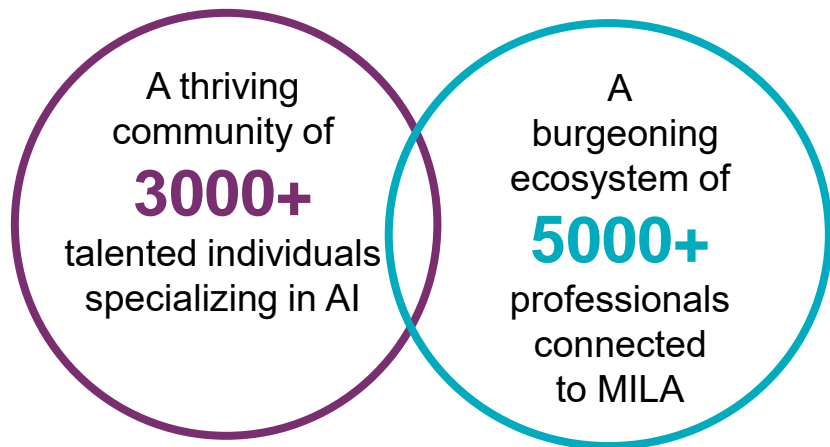 A thriving
community of
3000+
talented individuals
specializing in AI
A
burgeoning
ecosystem of
5000+
professionals
connected
to MILA